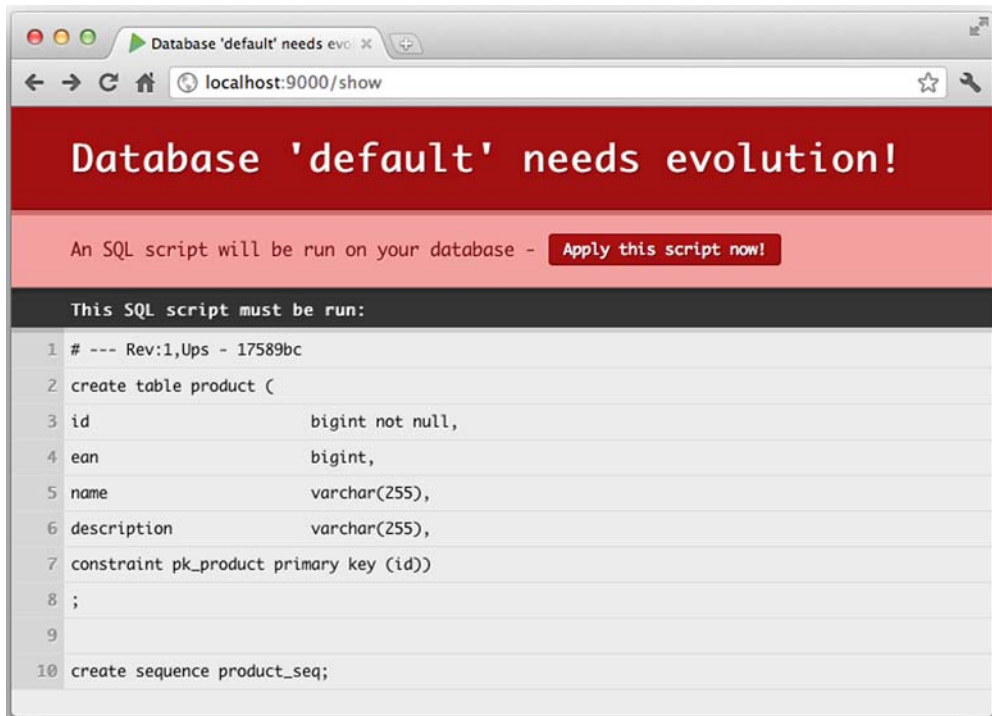 Database 'default' needs evo
localhost:9000/show
Database 'default' needs evolution!
An SQL script will be run on your database - Apply this script now!
This SQL script must be run:
1 # --- Rev:1,Ups - 17589bc
2 create table product (
3 id bigint not null,
4 ean bigint,
5 name varchar(255),
6 description varchar(255),
7 constraint pk_product primary key (id))
8 ;
9
10 create sequence product_seq;